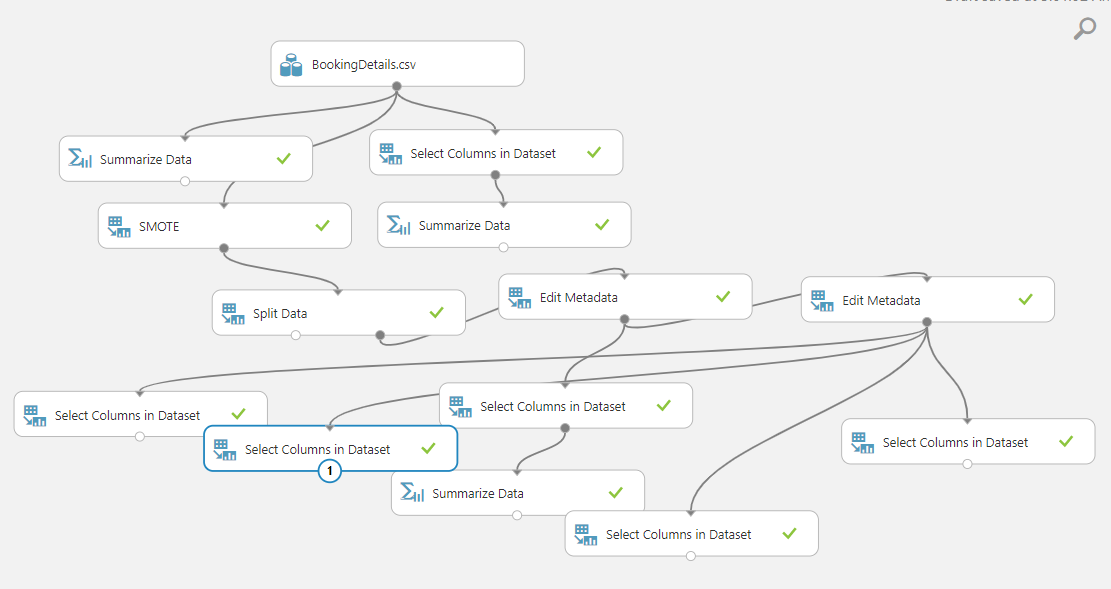 BookingDetails.csv
Summarize Data
Select Columns in Dataset
SMOTE
Summarize Data
Edit Metadata
Edit Metadata
Split Data
Select Columns in Dataset
Select Columns in Dataset
Select Columns in Dataset
Select Columns in Dataset
1
Summarize Data
Select Columns in Dataset